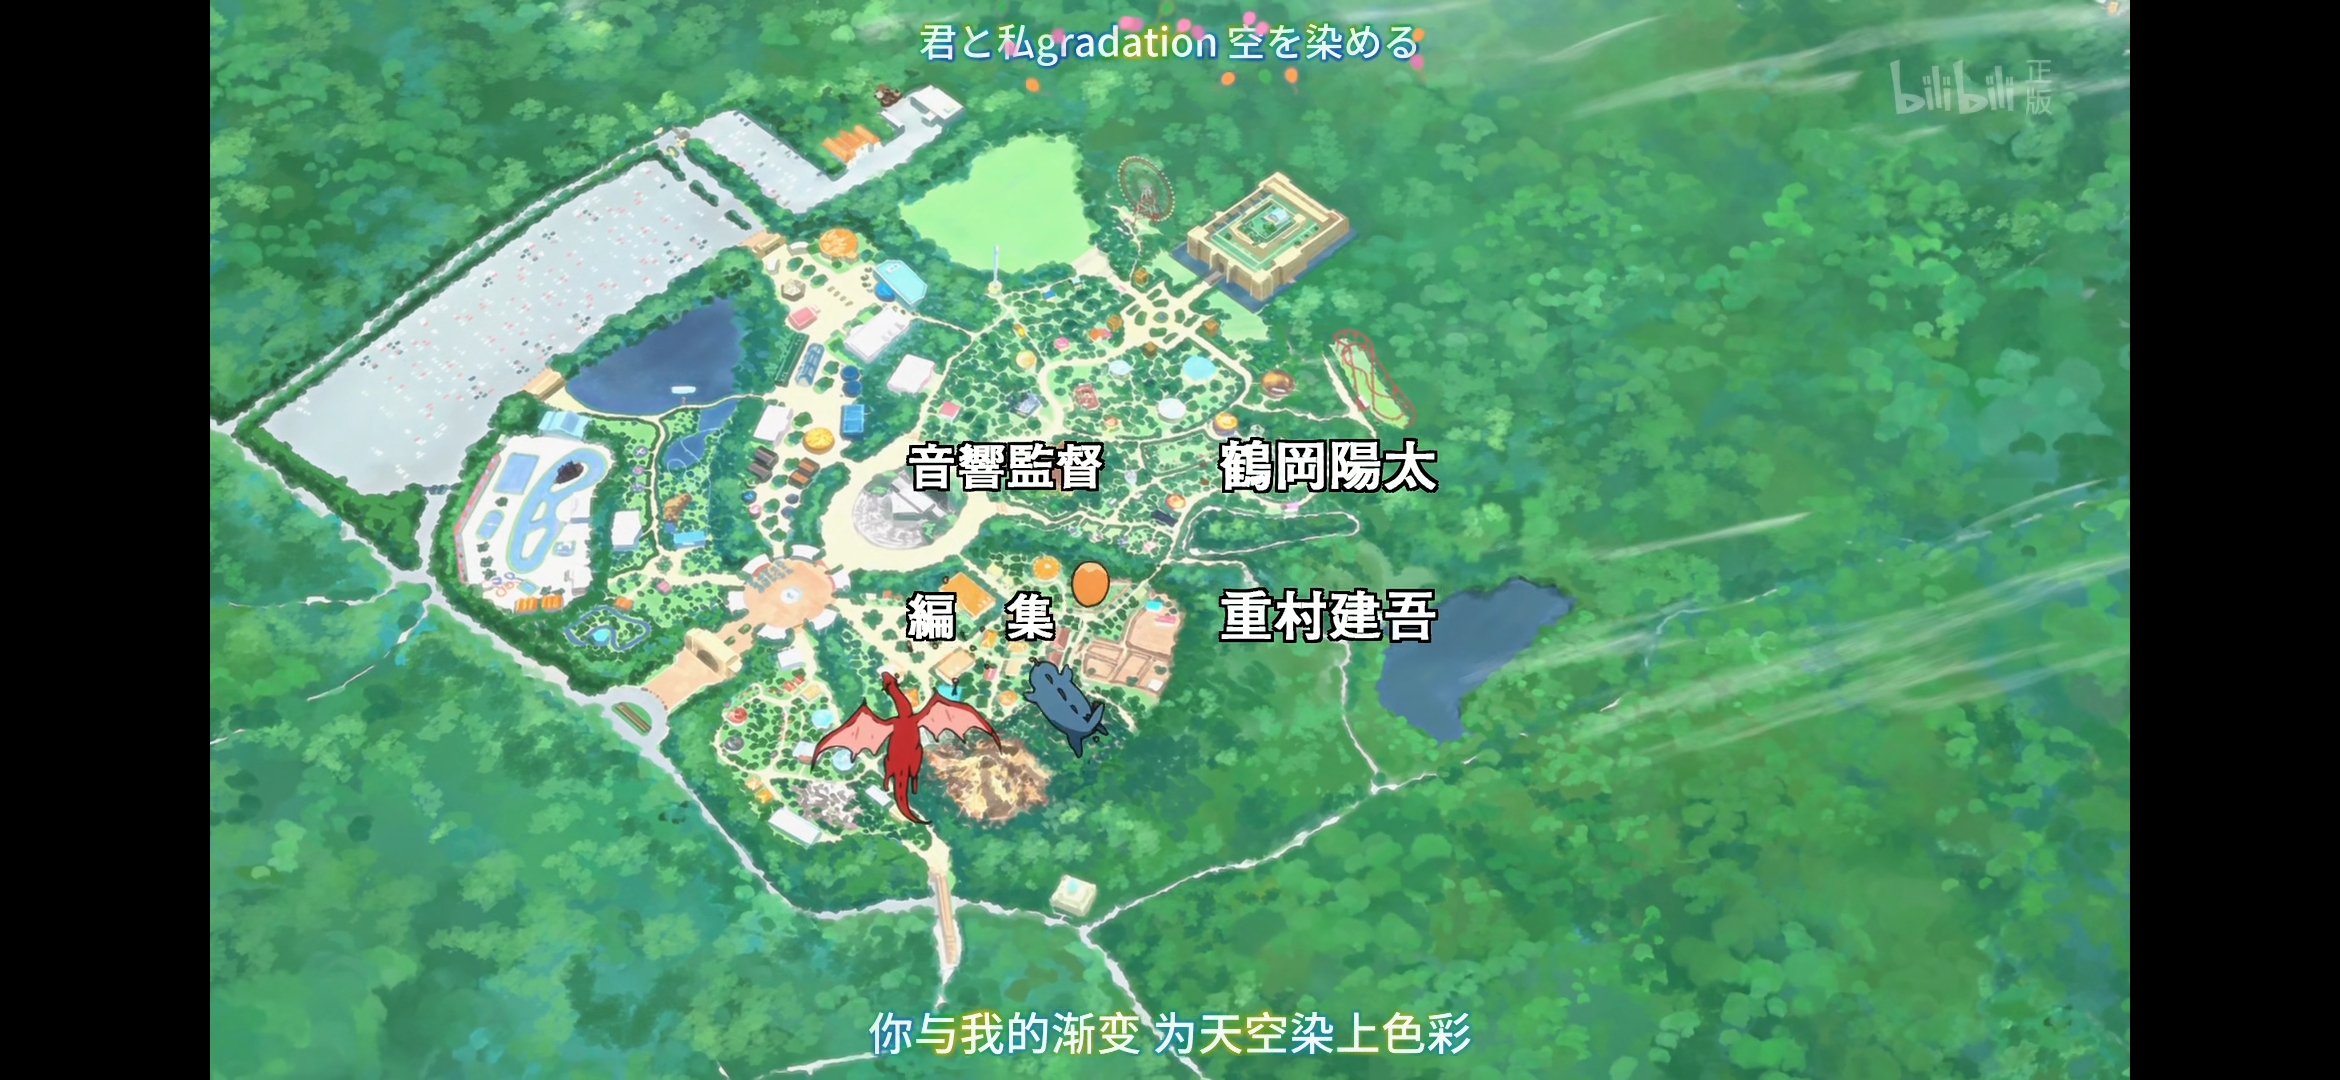 君と私gradation 空を染める
bilibili 正版
音響監督 鶴岡陽太
編 集 重村建吾
你与我的渐变 为天空染上色彩